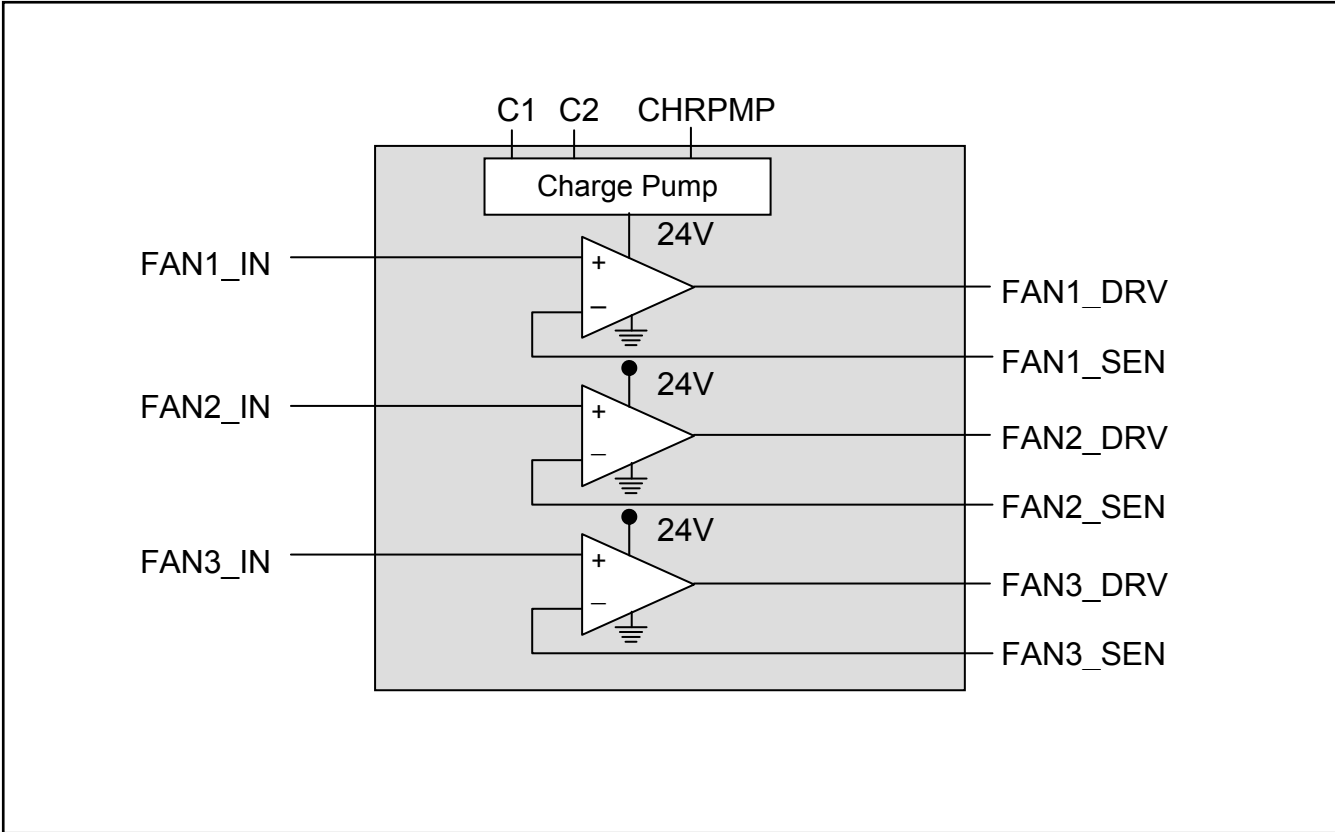 C1 C2 CHRPMP
Charge Pump
24V
FAN1_IN
+
–
FAN1_DRV
FAN1_SEN
24V
FAN2_IN
+
–
FAN2_DRV
FAN2_SEN
24V
FAN3_IN
+
–
FAN3_DRV
FAN3_SEN